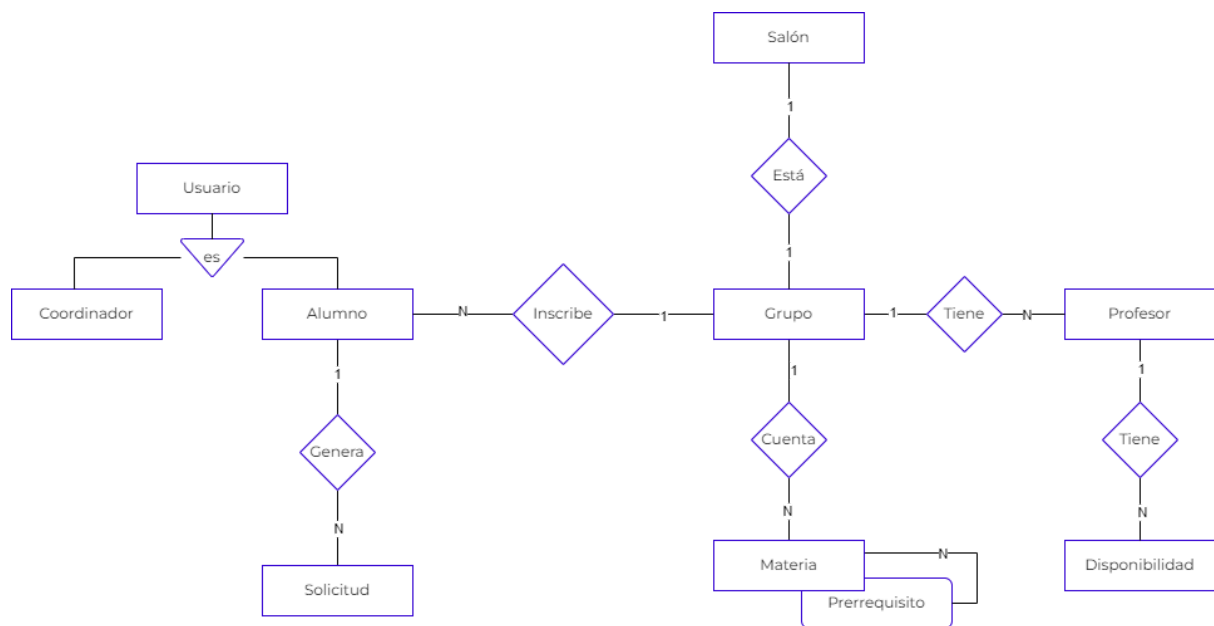 Salón
1
Está
1
Usuario
es
Coordinador
Alumno
N
Inscribe
1
Grupo
1
Tiene
N
Profesor
1
1
1
Genera
Cuenta
Tiene
N
N
N
Solicitud
Materia
N
Prerrequisito
Disponibilidad